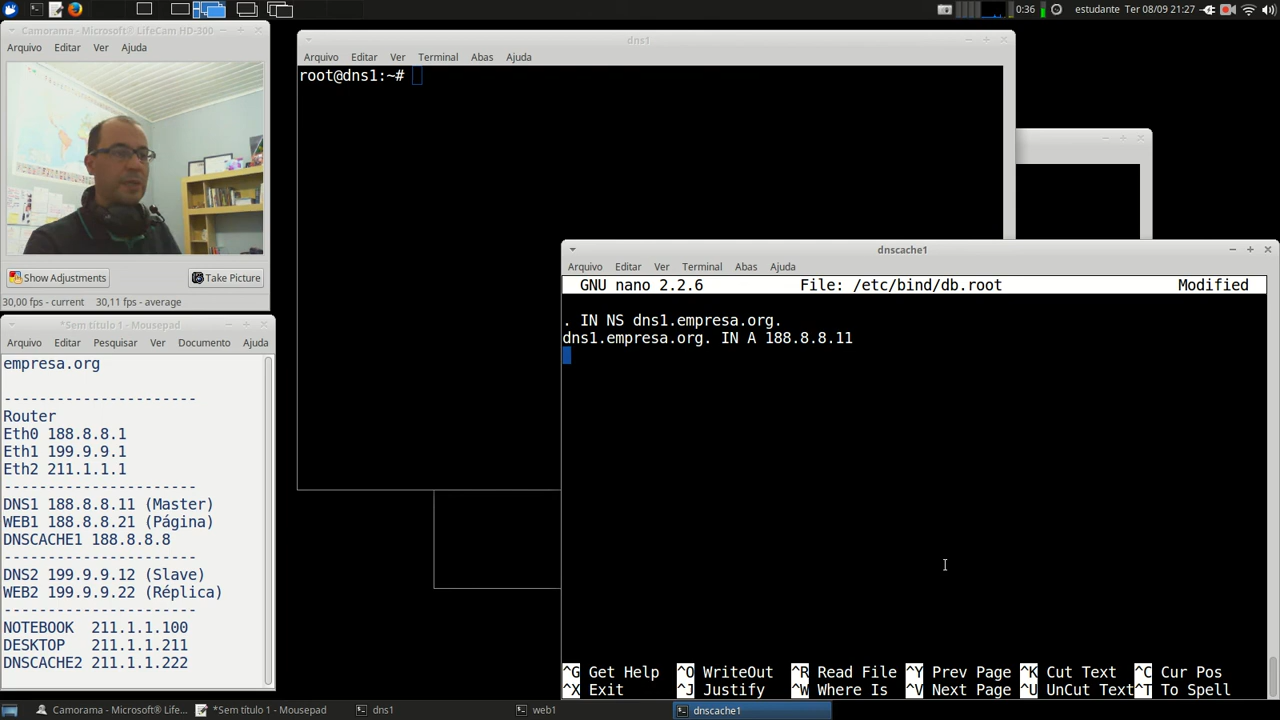 0:36 estudante Ter 08/09 21:27
Camorama - Microsoft® LifeCam HD-300
Arquivo Editar Ver Ajuda
Show Adjustments Take Picture
30,00 fps - current 30,11 fps - average
*Sem título 1 - Mousepad
Arquivo Editar Pesquisar Ver Documento Ajuda
empresa.org
----------------------
Router
Eth0 188.8.8.1
Eth1 199.9.9.1
Eth2 211.1.1.1
----------------------
DNS1 188.8.8.11 (Master)
WEB1 188.8.8.21 (Página)
DNSCACHE1 188.8.8.8
----------------------
DNS2 199.9.9.12 (Slave)
WEB2 199.9.9.22 (Réplica)
----------------------
NOTEBOOK 211.1.1.100
DESKTOP 211.1.1.211
DNSCACHE2 211.1.1.222
dns1
Arquivo Editar Ver Terminal Abas Ajuda
root@dns1:~#
dnscache1
Arquivo Editar Ver Terminal Abas Ajuda
GNU nano 2.2.6 File: /etc/bind/db.root Modified
. IN NS dns1.empresa.org.
dns1.empresa.org. IN A 188.8.8.11
^G Get Help ^O WriteOut ^R Read File ^Y Prev Page ^K Cut Text ^C Cur Pos
^X Exit ^J Justify ^W Where Is ^V Next Page ^U UnCut Text ^T To Spell
Camorama - Microsoft® Life... *Sem título 1 - Mousepad dns1 web1 dnscache1